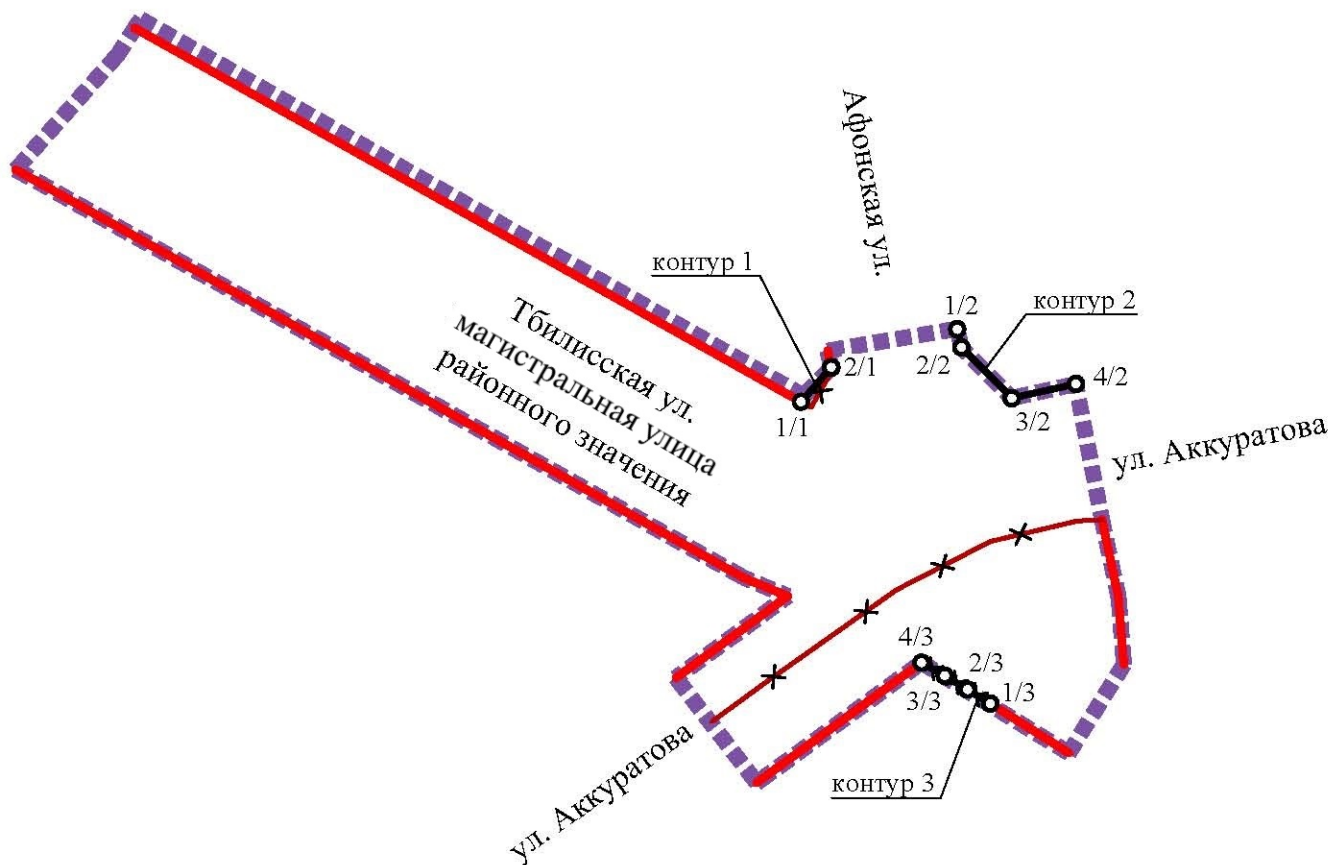 Афонская ул.
контур 1
1/2
контур 2
Тбилисская ул.
магистральная улица
районного значения
2/1
2/2
4/2
1/1
3/2
ул. Аккуратова
4/3
2/3
3/3
1/3
ул. Аккуратова
контур 3